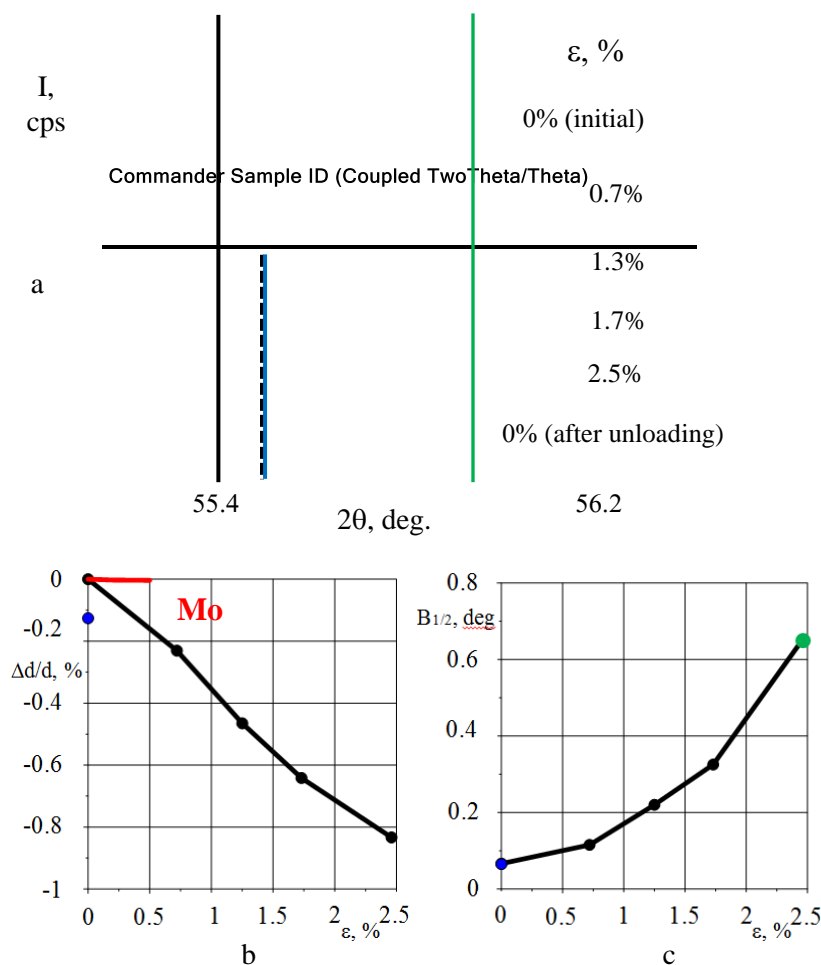 ε, %
I,
cps
0% (initial)
Commander Sample ID (Coupled TwoTheta/Theta)
0.7%
1.3%
a
1.7%
2.5%
0% (after unloading)
55.4
56.2
2θ, deg.
0
-0.2
Δd/d, %
-0.4
-0.6
-0.8
-1
Mo
0 0.5 1 1.5 2 2.5
ε, %
b
0.8
B1/2, deg
0.6
0.4
0.2
0
0 0.5 1 1.5 2 2.5
ε, %
c